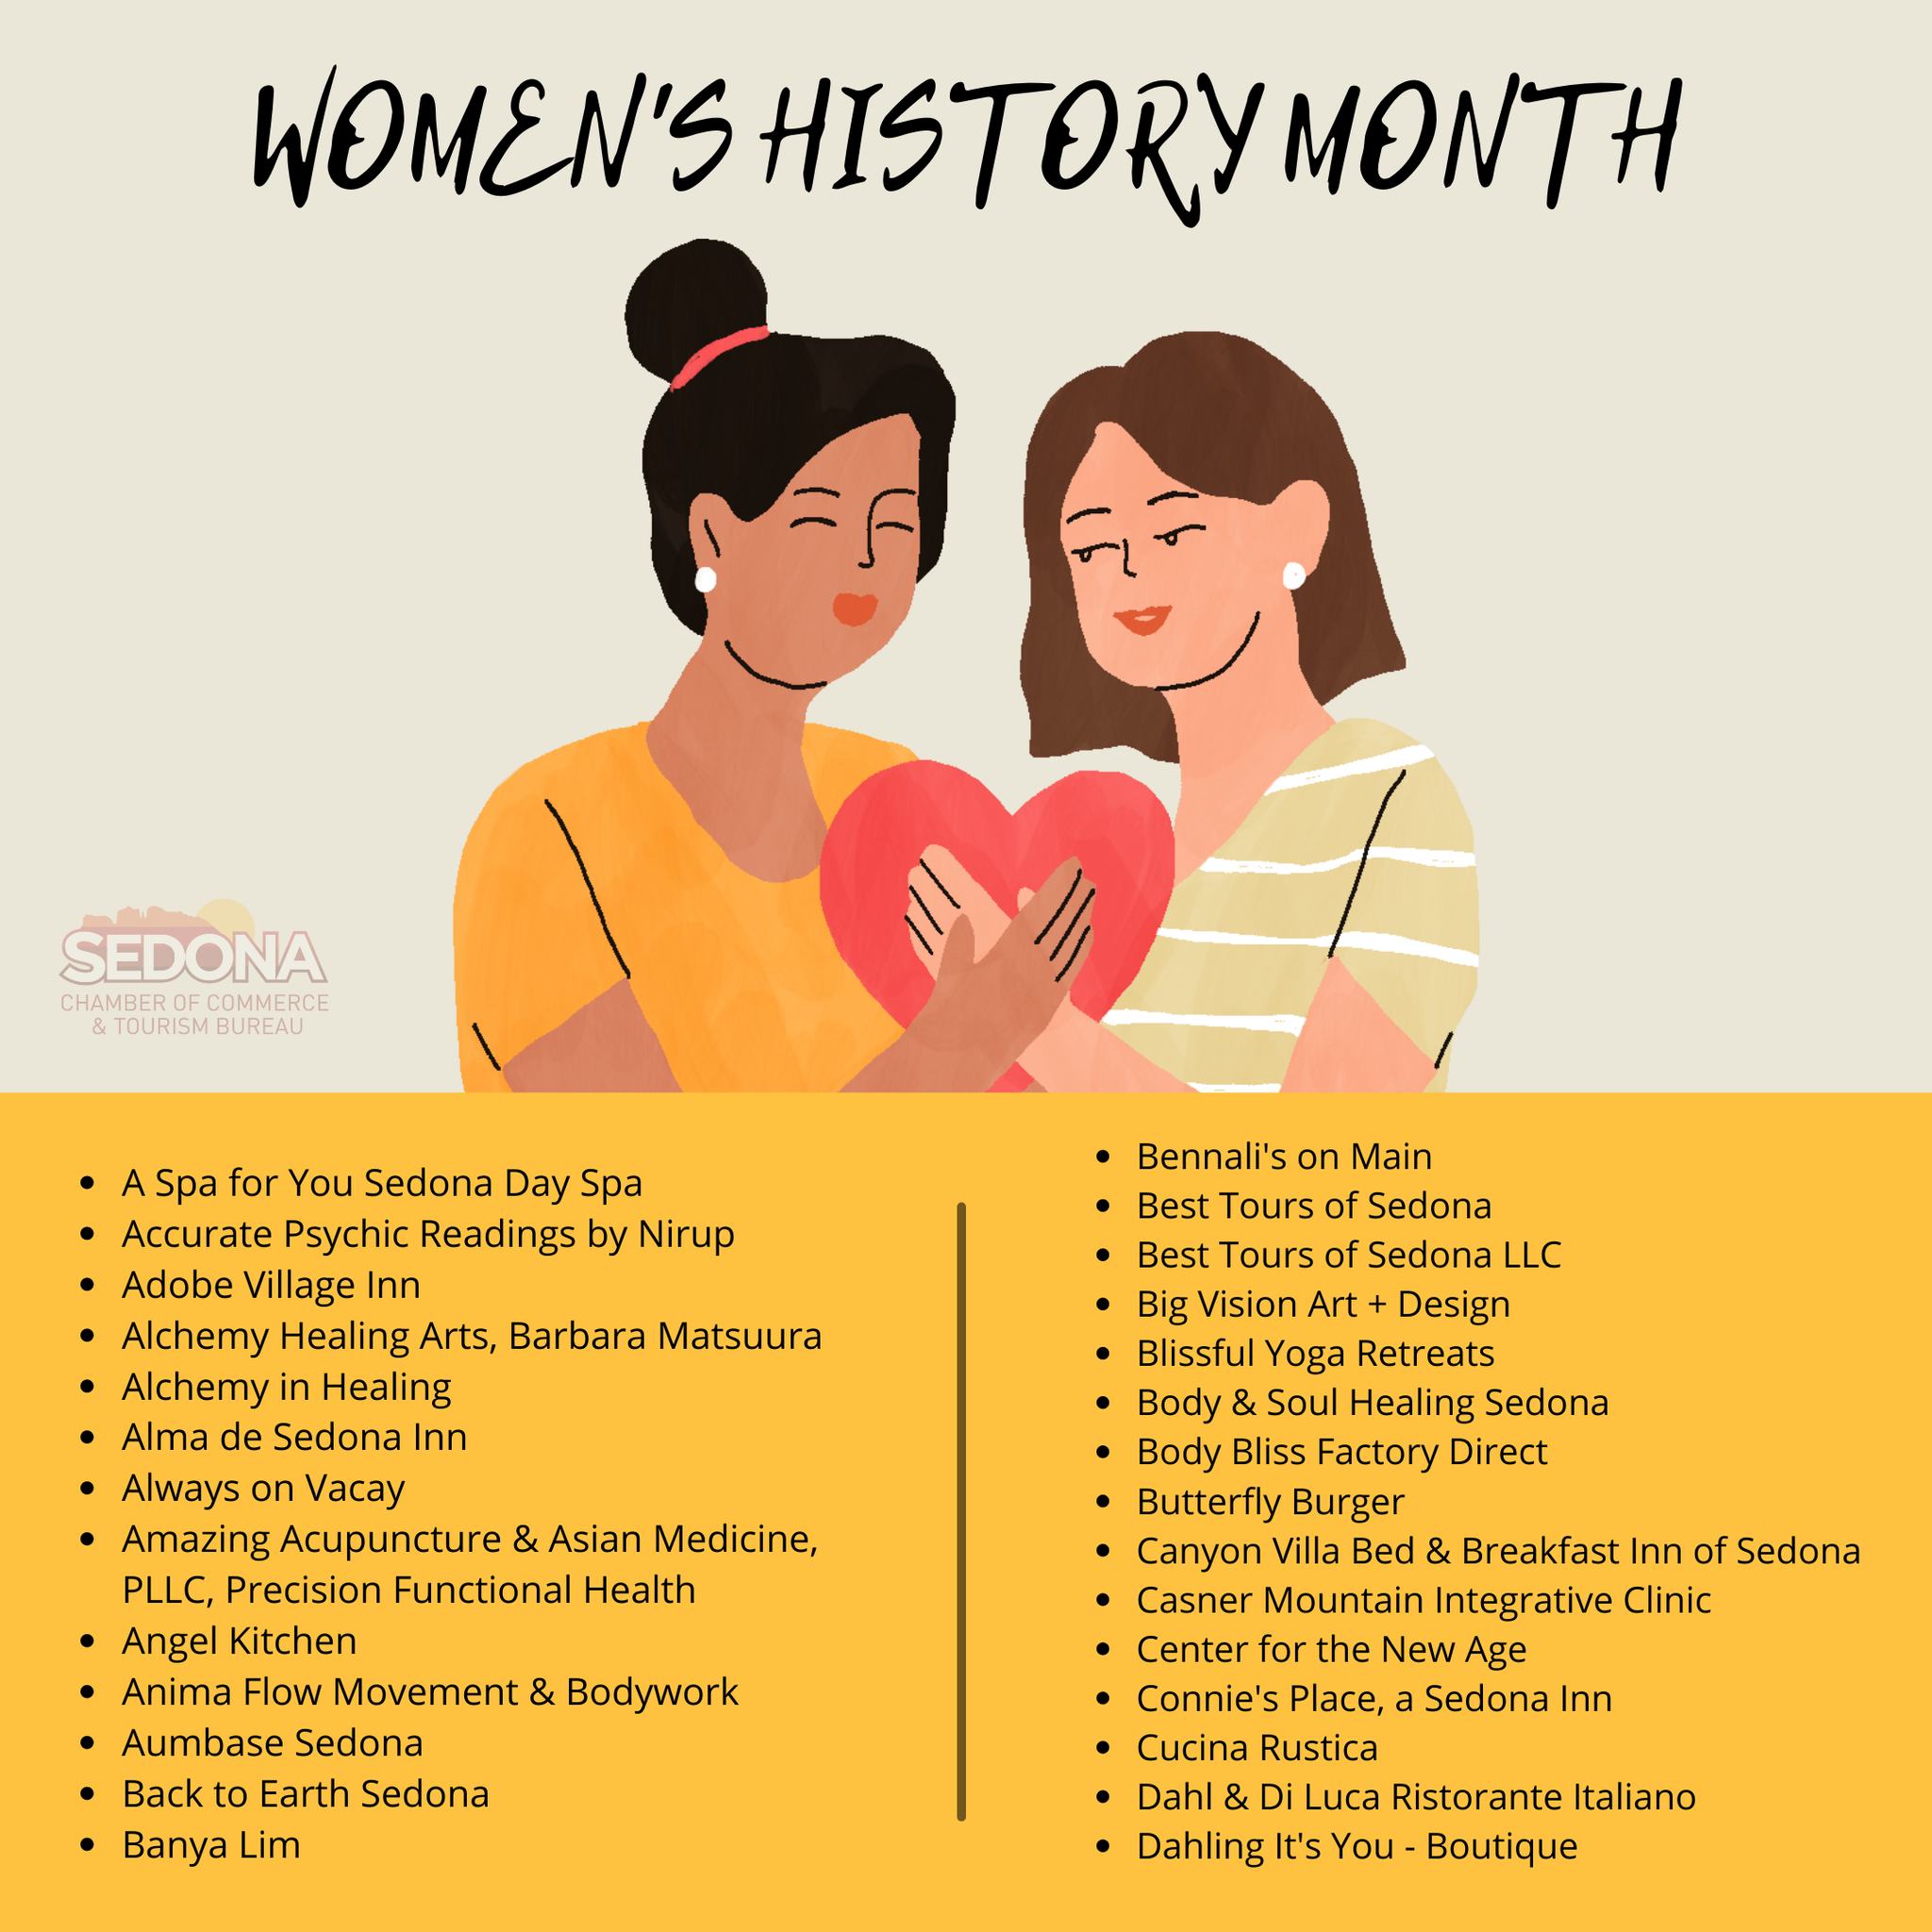 WOMEN'S HISTORY MONTH
SEDONA
CHAMBER OF COMMERCE
& TOURISM BUREAU
• A Spa for You Sedona Day Spa
• Accurate Psychic Readings by Nirup
• Adobe Village Inn
• Alchemy Healing Arts, Barbara Matsuura
• Alchemy in Healing
• Alma de Sedona Inn
• Always on Vacay
• Amazing Acupuncture & Asian Medicine,
PLLC, Precision Functional Health
• Angel Kitchen
• Anima Flow Movement & Bodywork
• Aumbase Sedona
• Back to Earth Sedona
• Banya Lim
• Bennali's on Main
• Best Tours of Sedona
• Best Tours of Sedona LLC
• Big Vision Art + Design
• Blissful Yoga Retreats
• Body & Soul Healing Sedona
• Body Bliss Factory Direct
• Butterfly Burger
• Canyon Villa Bed & Breakfast Inn of Sedona
• Casner Mountain Integrative Clinic
• Center for the New Age
• Connie's Place, a Sedona Inn
• Cucina Rustica
• Dahl & Di Luca Ristorante Italiano
• Dahling It's You - Boutique